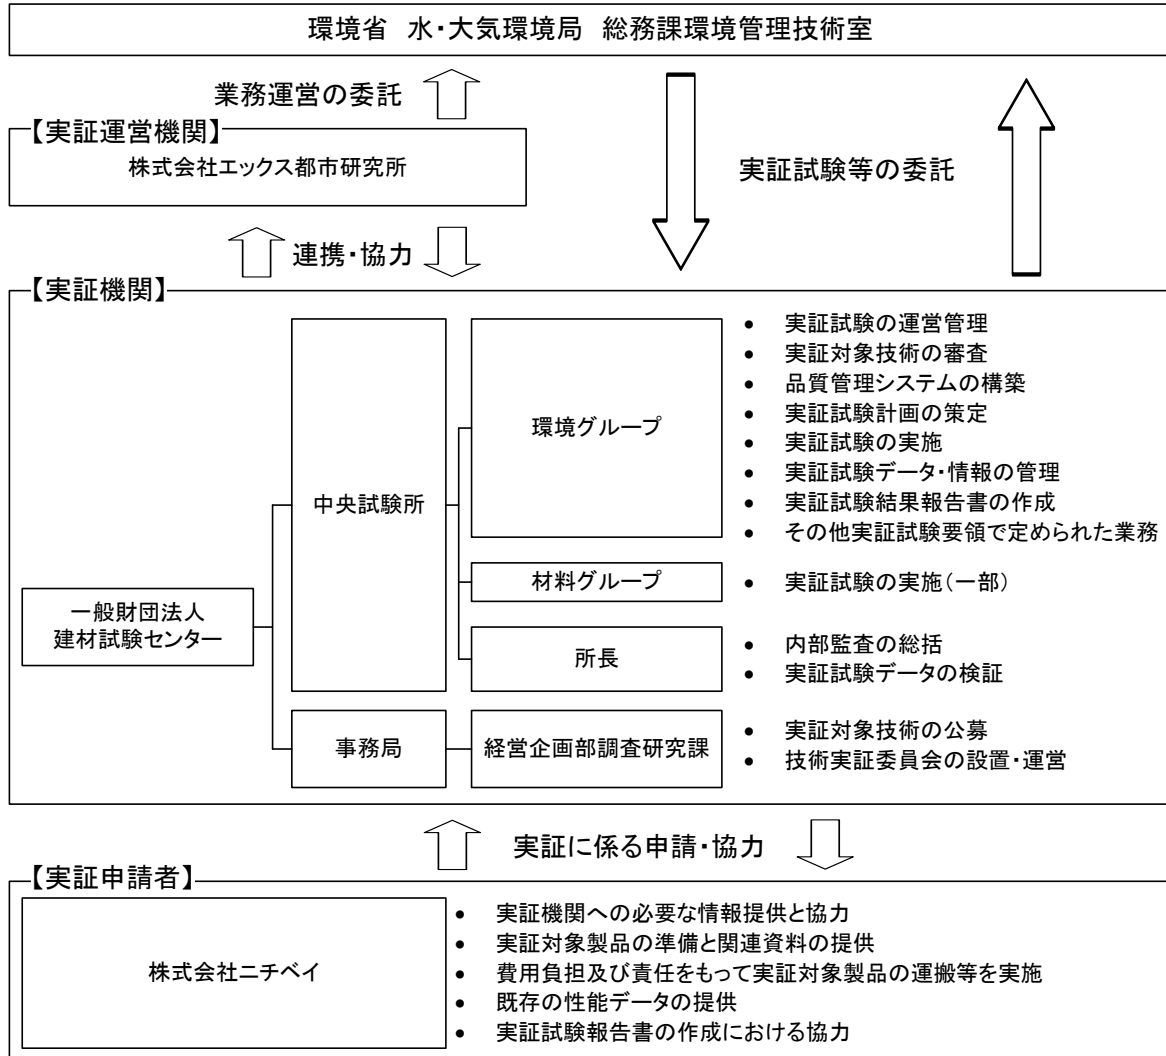 環境省　水・大気環境局　総務課環境管理技術室
業務運営の委託
【実証運営機関】
株式会社エックス都市研究所
実証試験等の委託
連携・協力
【実証機関】
一般財団法人
建材試験センター
中央試験所
環境グループ
• 実証試験の運営管理
• 実証対象技術の審査
• 品質管理システムの構築
• 実証試験計画の策定
• 実証試験の実施
• 実証試験データ・情報の管理
• 実証試験結果報告書の作成
• その他実証試験要領で定められた業務
材料グループ
• 実証試験の実施（一部）
所長
• 内部監査の総括
• 実証試験データの検証
事務局
経営企画部調査研究課
• 実証対象技術の公募
• 技術実証委員会の設置・運営
実証に係る申請・協力
【実証申請者】
株式会社ニチベイ
• 実証機関への必要な情報提供と協力
• 実証対象製品の準備と関連資料の提供
• 費用負担及び責任をもって実証対象製品の運搬等を実施
• 既存の性能データの提供
• 実証試験報告書の作成における協力